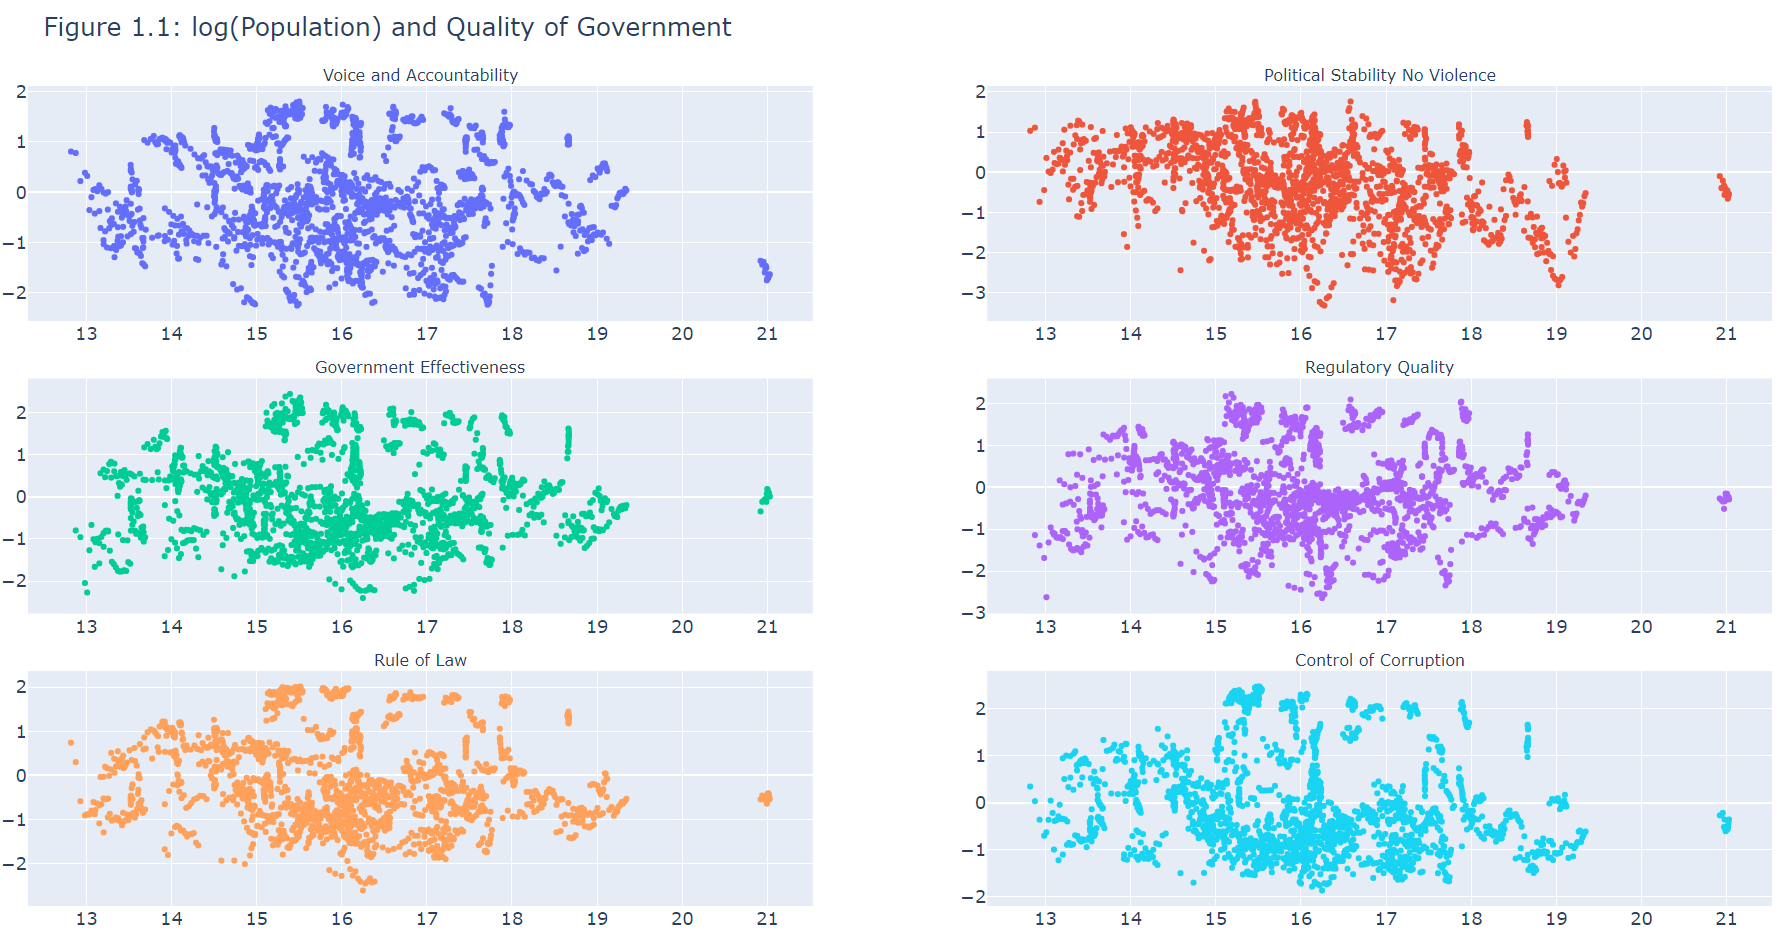 Figure 1.1: log(Population) and Quality of Government
Voice and Accountability
2
1
0
−1
−2
13 14 15 16 17 18 19 20 21
Political Stability No Violence
2
1
0
−1
−2
−3
13 14 15 16 17 18 19 20 21
Government Effectiveness
2
1
0
−1
−2
13 14 15 16 17 18 19 20 21
Regulatory Quality
2
1
0
−1
−2
−3
13 14 15 16 17 18 19 20 21
Rule of Law
2
1
0
−1
−2
13 14 15 16 17 18 19 20 21
Control of Corruption
2
1
0
−1
−2
13 14 15 16 17 18 19 20 21